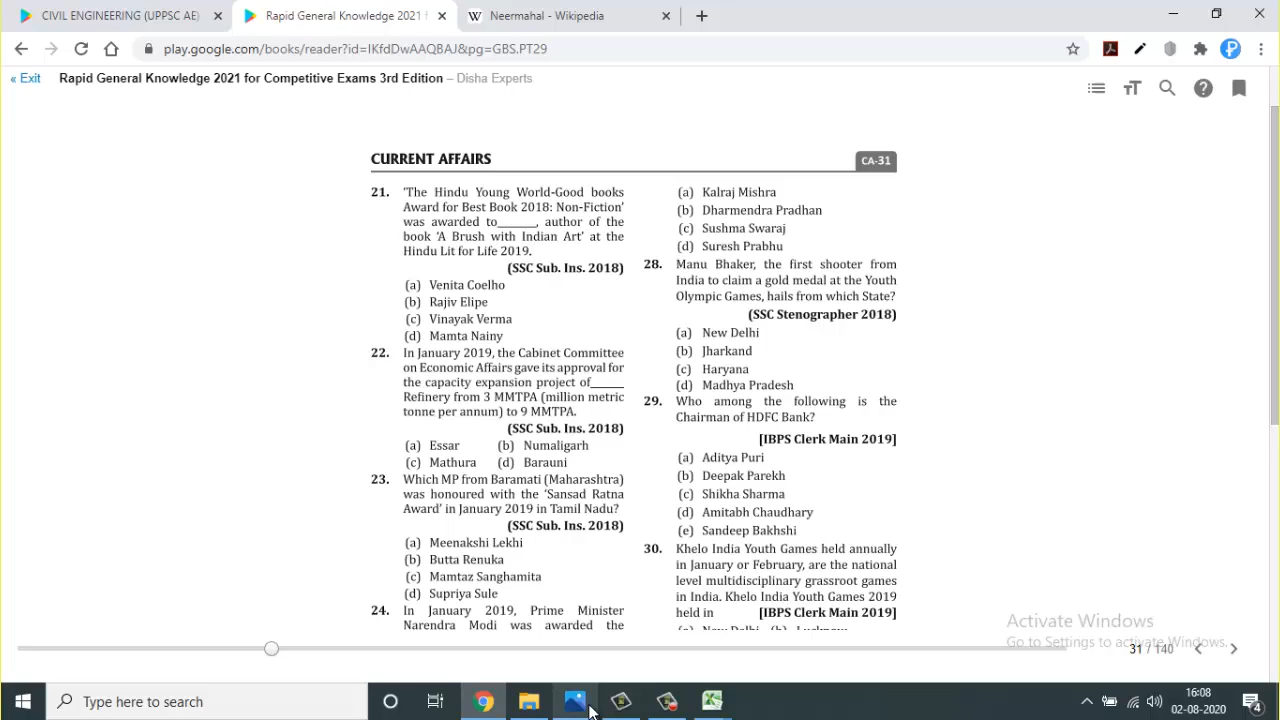 CIVIL ENGINEERING (UPPSC AE)
Rapid General Knowledge 2021 f
Neermahal - Wikipedia
play.google.com/books/reader?id=IKfdDwAAQBAJ&pg=GBS.PT29
« Exit Rapid General Knowledge 2021 for Competitive Exams 3rd Edition – Disha Experts
CURRENT AFFAIRS
CA-31
21. 'The Hindu Young World-Good books
Award for Best Book 2018: Non-Fiction'
was awarded to_______, author of the
book 'A Brush with Indian Art' at the
Hindu Lit for Life 2019.
(SSC Sub. Ins. 2018)
(a) Venita Coelho
(b) Rajiv Elipe
(c) Vinayak Verma
(d) Mamta Nainy
22. In January 2019, the Cabinet Committee
on Economic Affairs gave its approval for
the capacity expansion project of______
Refinery from 3 MMTPA (million metric
tonne per annum) to 9 MMTPA.
(SSC Sub. Ins. 2018)
(a) Essar (b) Numaligarh
(c) Mathura (d) Barauni
23. Which MP from Baramati (Maharashtra)
was honoured with the 'Sansad Ratna
Award' in January 2019 in Tamil Nadu?
(SSC Sub. Ins. 2018)
(a) Meenakshi Lekhi
(b) Butta Renuka
(c) Mamtaz Sanghamita
(d) Supriya Sule
24. In January 2019, Prime Minister
Narendra Modi was awarded the
(a) Kalraj Mishra
(b) Dharmendra Pradhan
(c) Sushma Swaraj
(d) Suresh Prabhu
28. Manu Bhaker, the first shooter from
India to claim a gold medal at the Youth
Olympic Games, hails from which State?
(SSC Stenographer 2018)
(a) New Delhi
(b) Jharkand
(c) Haryana
(d) Madhya Pradesh
29. Who among the following is the
Chairman of HDFC Bank?
[IBPS Clerk Main 2019]
(a) Aditya Puri
(b) Deepak Parekh
(c) Shikha Sharma
(d) Amitabh Chaudhary
(e) Sandeep Bakhshi
30. Khelo India Youth Games held annually
in January or February, are the national
level multidisciplinary grassroot games
in India. Khelo India Youth Games 2019
held in [IBPS Clerk Main 2019]
(a) New Delhi (b) Lucknow
Activate Windows
Go to Settings to activate Windows.
31 / 140
Type here to search
16:08
02-08-2020
4